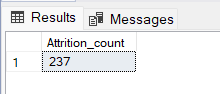 Results Messages
Attrition_count
1 237